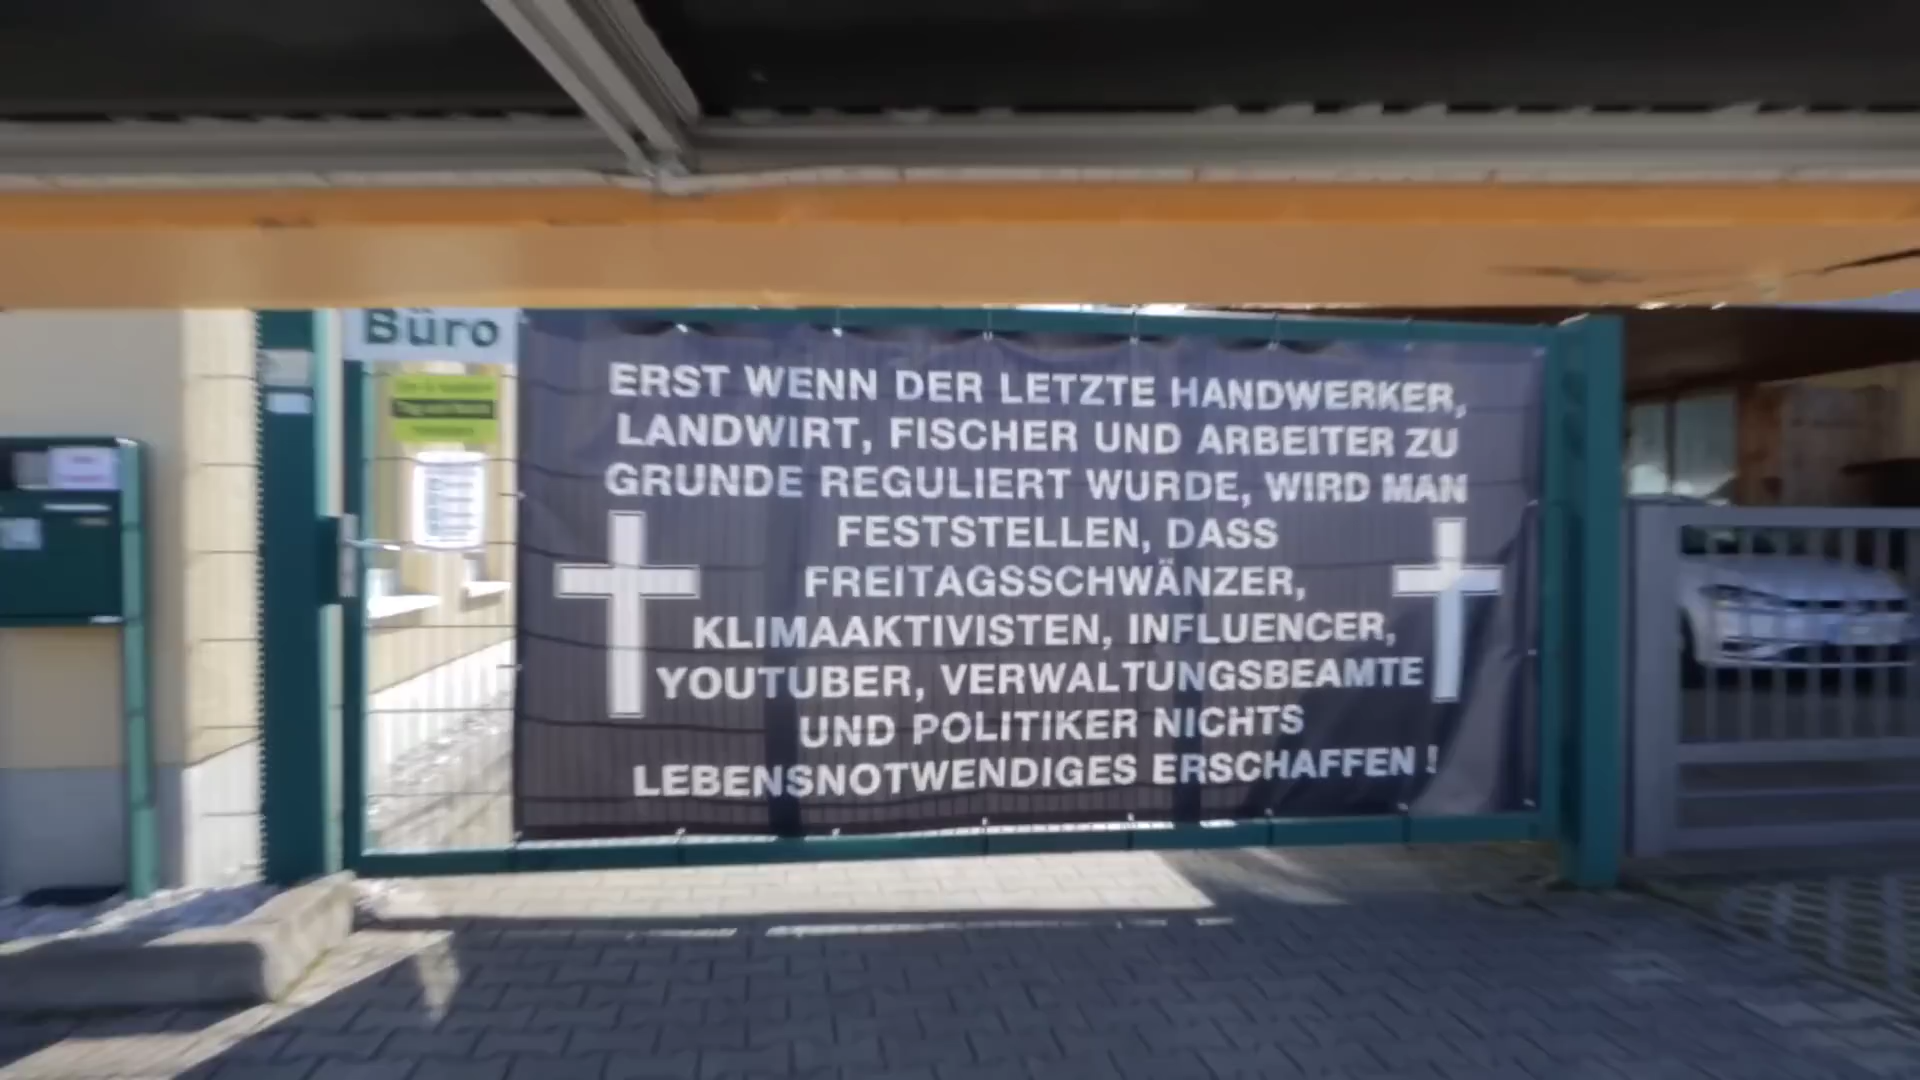 Büro
ERST WENN DER LETZTE HANDWERKER,
LANDWIRT, FISCHER UND ARBEITER ZU
GRUNDE REGULIERT WURDE, WIRD MAN
FESTSTELLEN, DASS
FREITAGSSCHWÄNZER,
KLIMAAKTIVISTEN, INFLUENCER,
YOUTUBER, VERWALTUNGSBEAMTE
UND POLITIKER NICHTS
LEBENSNOTWENDIGES ERSCHAFFEN !